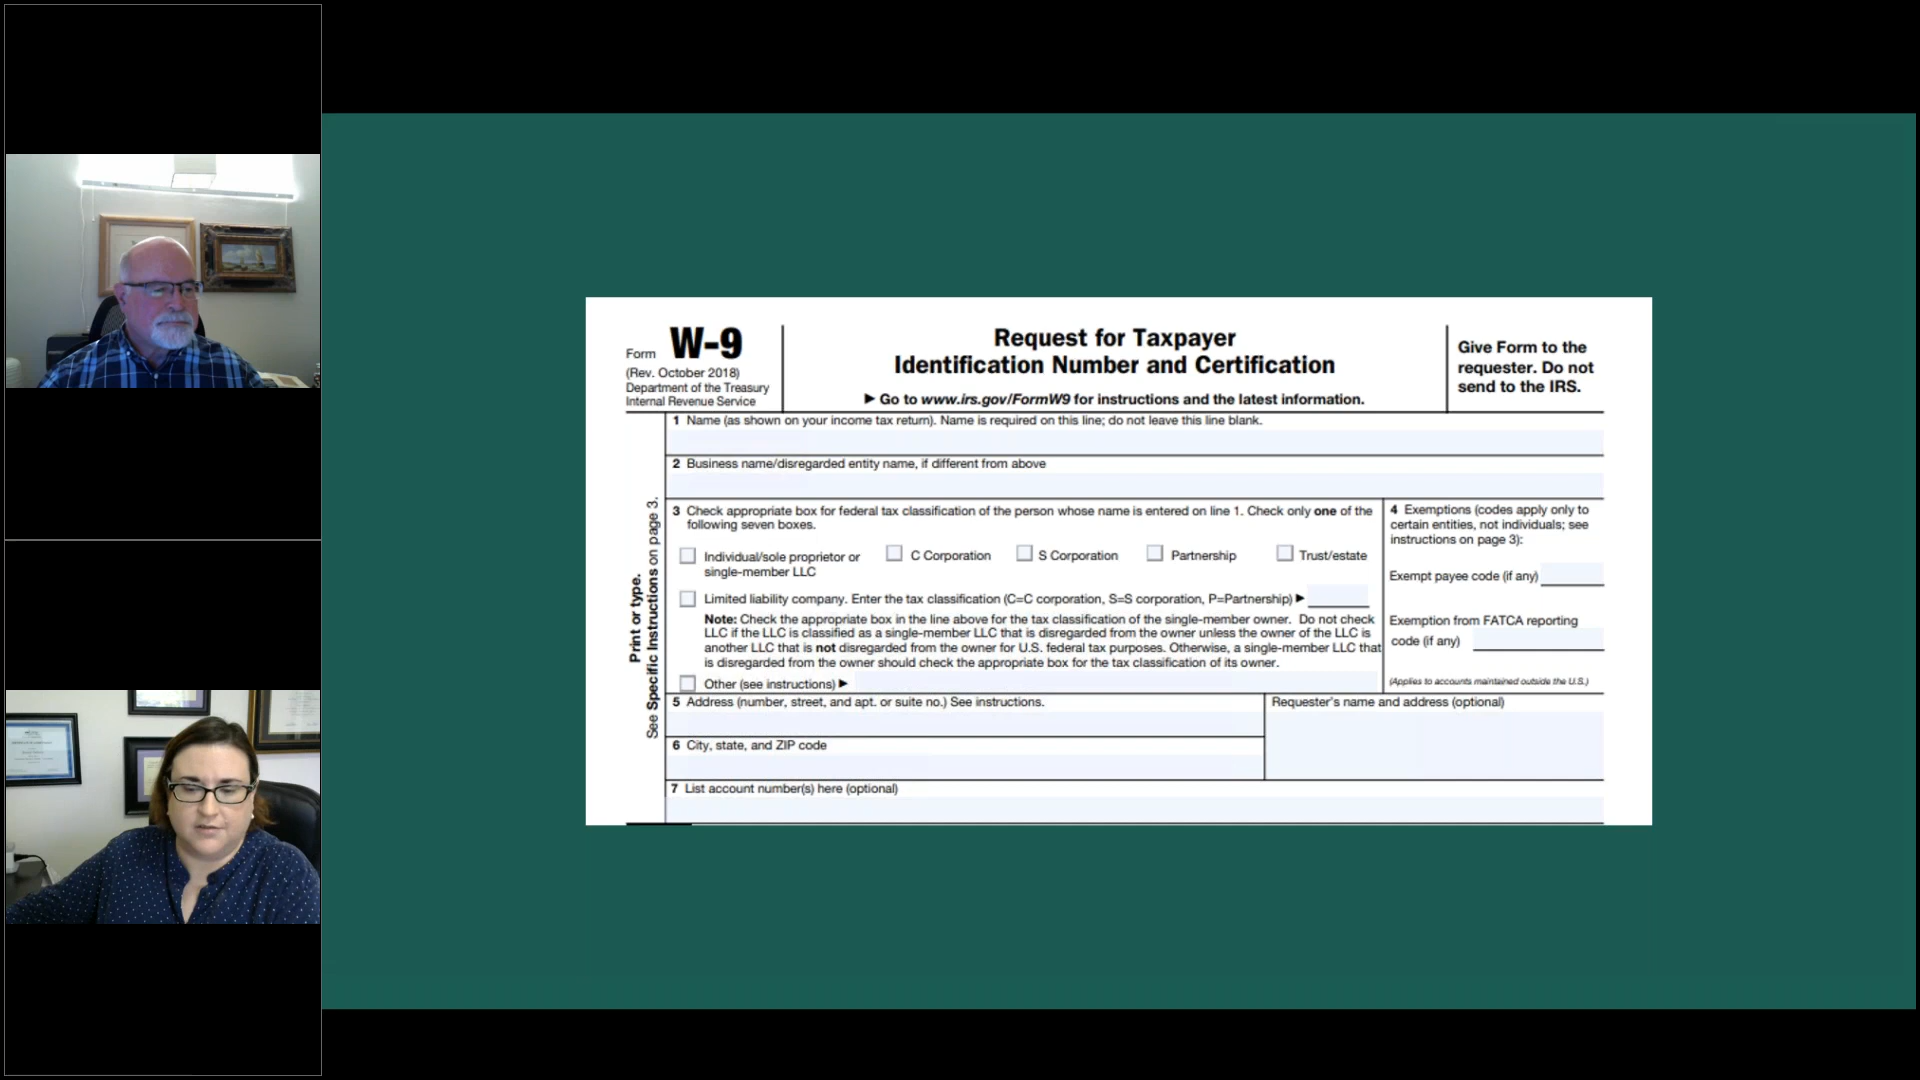 Form W-9
(Rev. October 2018)
Department of the Treasury
Internal Revenue Service
Request for Taxpayer
Identification Number and Certification
▶ Go to www.irs.gov/FormW9 for instructions and the latest information.
Give Form to the
requester. Do not
send to the IRS.
Print or type.
See Specific Instructions on page 3.
1 Name (as shown on your income tax return). Name is required on this line; do not leave this line blank.
2 Business name/disregarded entity name, if different from above
3 Check appropriate box for federal tax classification of the person whose name is entered on line 1. Check only one of the
following seven boxes.
Individual/sole proprietor or
single-member LLC
C Corporation
S Corporation
Partnership
Trust/estate
Limited liability company. Enter the tax classification (C=C corporation, S=S corporation, P=Partnership) ▶
Note: Check the appropriate box in the line above for the tax classification of the single-member owner. Do not check
LLC if the LLC is classified as a single-member LLC that is disregarded from the owner unless the owner of the LLC is
another LLC that is not disregarded from the owner for U.S. federal tax purposes. Otherwise, a single-member LLC that
is disregarded from the owner should check the appropriate box for the tax classification of its owner.
Other (see instructions) ▶
4 Exemptions (codes apply only to
certain entities, not individuals; see
instructions on page 3):
Exempt payee code (if any)
Exemption from FATCA reporting
code (if any)
(Applies to accounts maintained outside the U.S.)
5 Address (number, street, and apt. or suite no.) See instructions.
Requester's name and address (optional)
6 City, state, and ZIP code
7 List account number(s) here (optional)